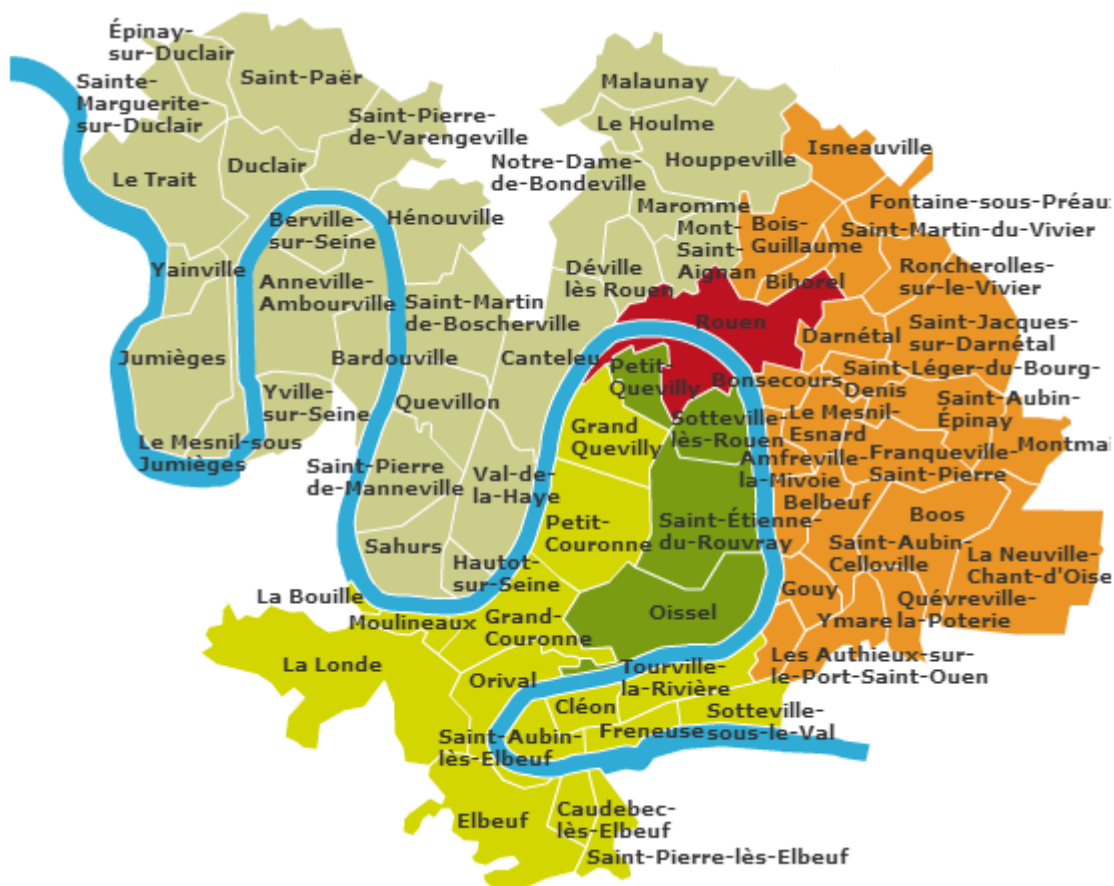 Épinay-
sur-Duclair
Saint-Paër
Sainte-
Marguerite-
sur-Duclair
Saint-Pierre-
de-Varengeville
Duclair
Le Trait
Malaunay
Le Houlme
Houppeville
Notre-Dame-
de-Bondeville
Isneauville
Fontaine-sous-Préau
Maromme
Mont-
Saint-
Aignan
Bois-
Guillaume
Saint-Martin-du-Vivier
Hénouville
Berville-
sur-Seine
Yainville
Anneville-
Ambourville
Déville
lès Rouen
Bihorel
Roncherolles-
sur-le-Vivier
Saint-Martin
de-Boscherville
Rouen
Darnétal
Saint-Jacques-
sur-Darnétal
Jumièges
Bardouville
Canteleu
Petit-
Quevilly
Bonsecours
Saint-Léger-du-Bourg-
Denis
Yville-
sur-Seine
Quevillon
Grand
Quevilly
Sotteville-
lès-Rouen
Le Mesnil-
Esnard
Saint-Aubin-
Épinay
Le Mesnil-sous
Jumièges
Saint-Pierre
de-Manneville
Val-de-
la-Haye
Amfreville-
la-Mivoie
Franqueville-
Saint-Pierre
Montmai
Belbeuf
Boos
Petit-
Couronne
Saint-Étienne-
du-Rouvray
Saint-Aubin-
Celloville
La Neuville-
Chant-d'Oise
Sahurs
Hautot-
sur-Seine
Gouy
Quévreville-
la-Poterie
La Bouille
Moulineaux
Grand-
Couronne
Oissel
Ymare
La Londe
Orival
Tourville-
la-Rivière
Les Authieux-sur-
le-Port-Saint-Ouen
Cléon
Sotteville-
sous-le-Val
Saint-Aubin-
lès-Elbeuf
Freneuse
Elbeuf
Caudebec-
lès-Elbeuf
Saint-Pierre-lès-Elbeuf